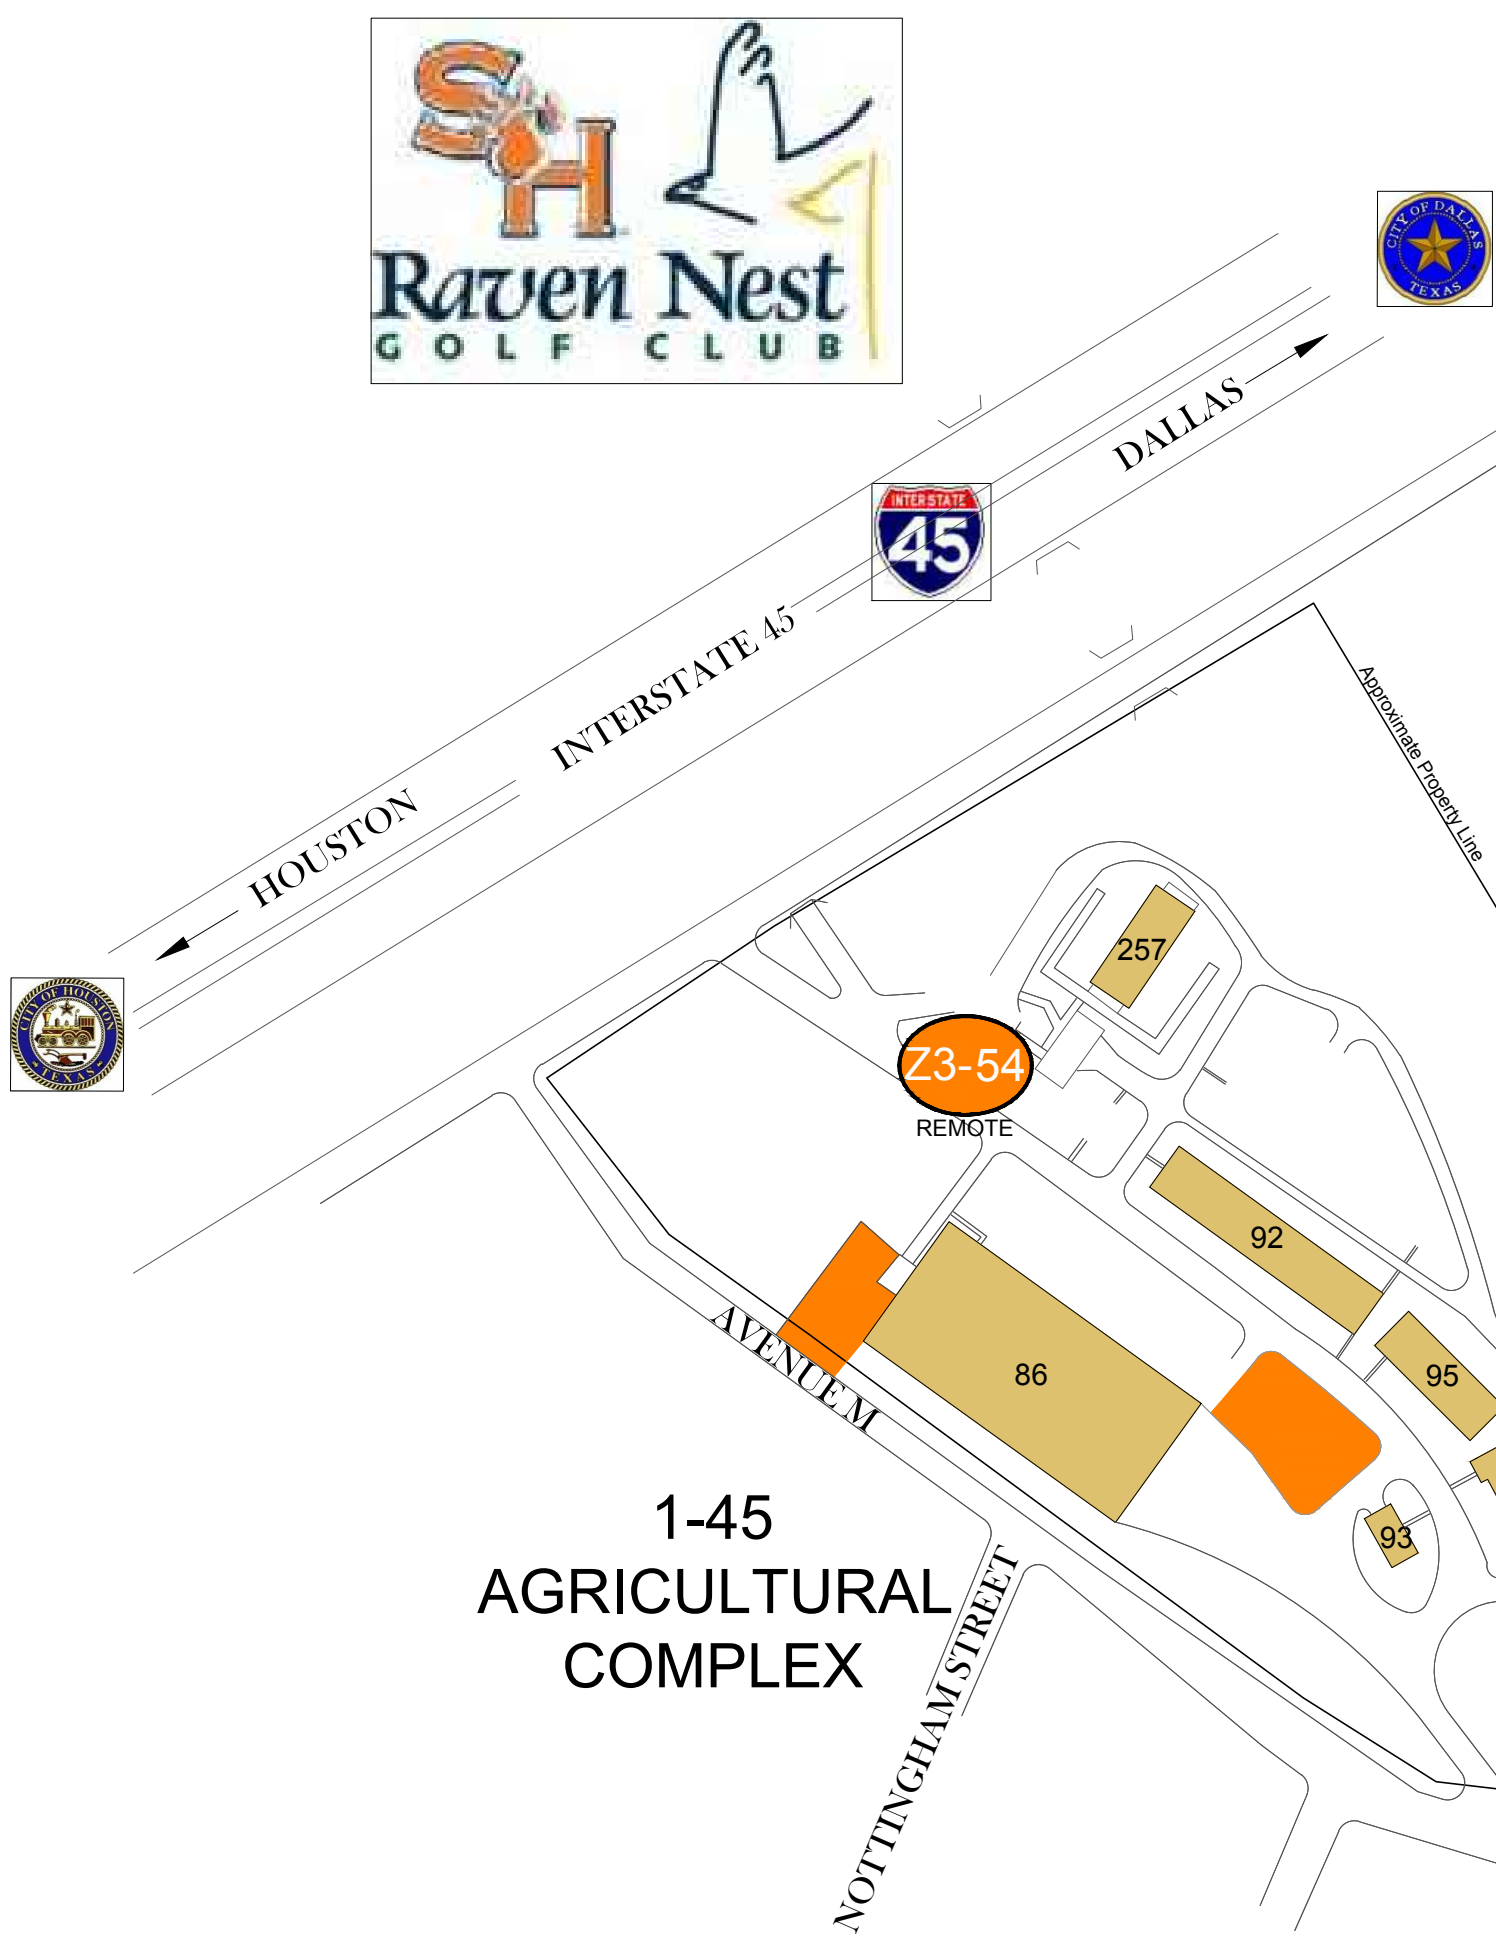 SH
Raven Nest
GOLF CLUB
CITY OF DALLAS
TEXAS
DALLAS
INTERSTATE
45
INTERSTATE 45
Approximate Property Line
HOUSTON
257
CITY OF HOUSTON
TEXAS
Z3-54
REMOTE
92
AVENUE M
86
95
1-45
AGRICULTURAL
COMPLEX
93
NOTTINGHAM STREET